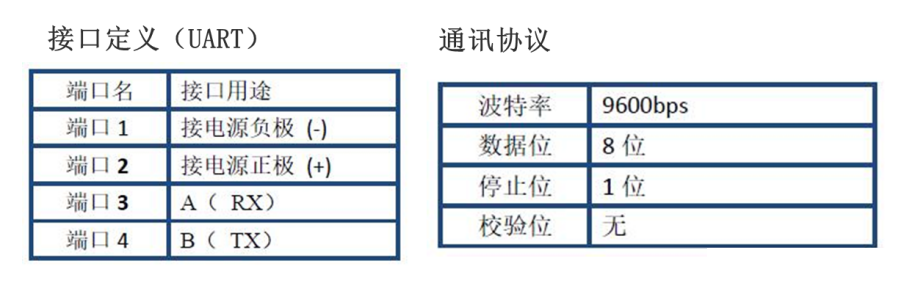 接口定义（UART）
端口名 接口用途
端口1 接电源负极 (-)
端口2 接电源正极 (+)
端口3 A（ RX）
端口4 B（ TX）
通讯协议
波特率 9600bps
数据位 8 位
停止位 1 位
校验位 无